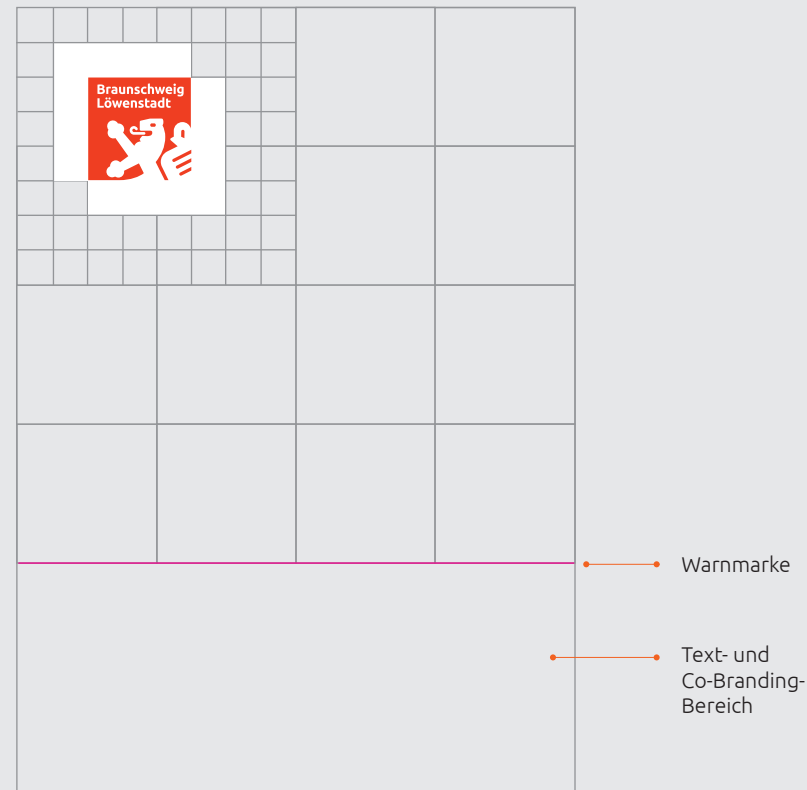 Braunschweig
Löwenstadt
Warnmarke
Text- und
Co-Branding-
Bereich